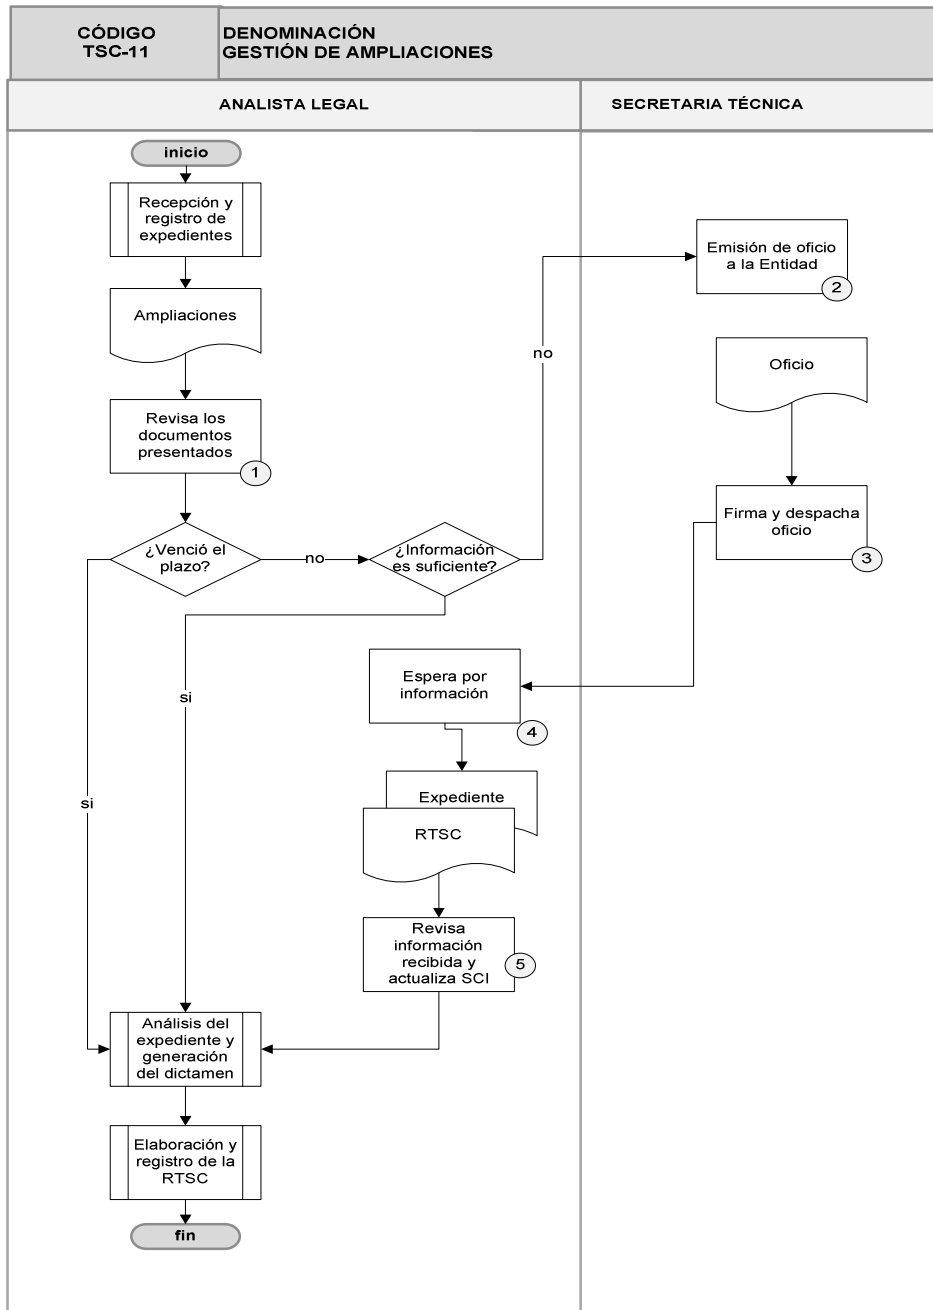 CÓDIGO
TSC-11
DENOMINACIÓN
GESTIÓN DE AMPLIACIONES
ANALISTA LEGAL
SECRETARIA TÉCNICA
inicio
Recepción y
registro de
expedientes
Ampliaciones
Revisa los
documentos
presentados
1
¿Venció el
plazo?
no
¿Información
es suficiente?
no
Emisión de oficio
a la Entidad
2
Oficio
Firma y despacha
oficio
3
Espera por
información
4
si
si
Expediente
RTSC
Revisa
información
recibida y
actualiza SCI
5
Análisis del
expediente y
generación
del dictamen
Elaboración y
registro de la
RTSC
fin